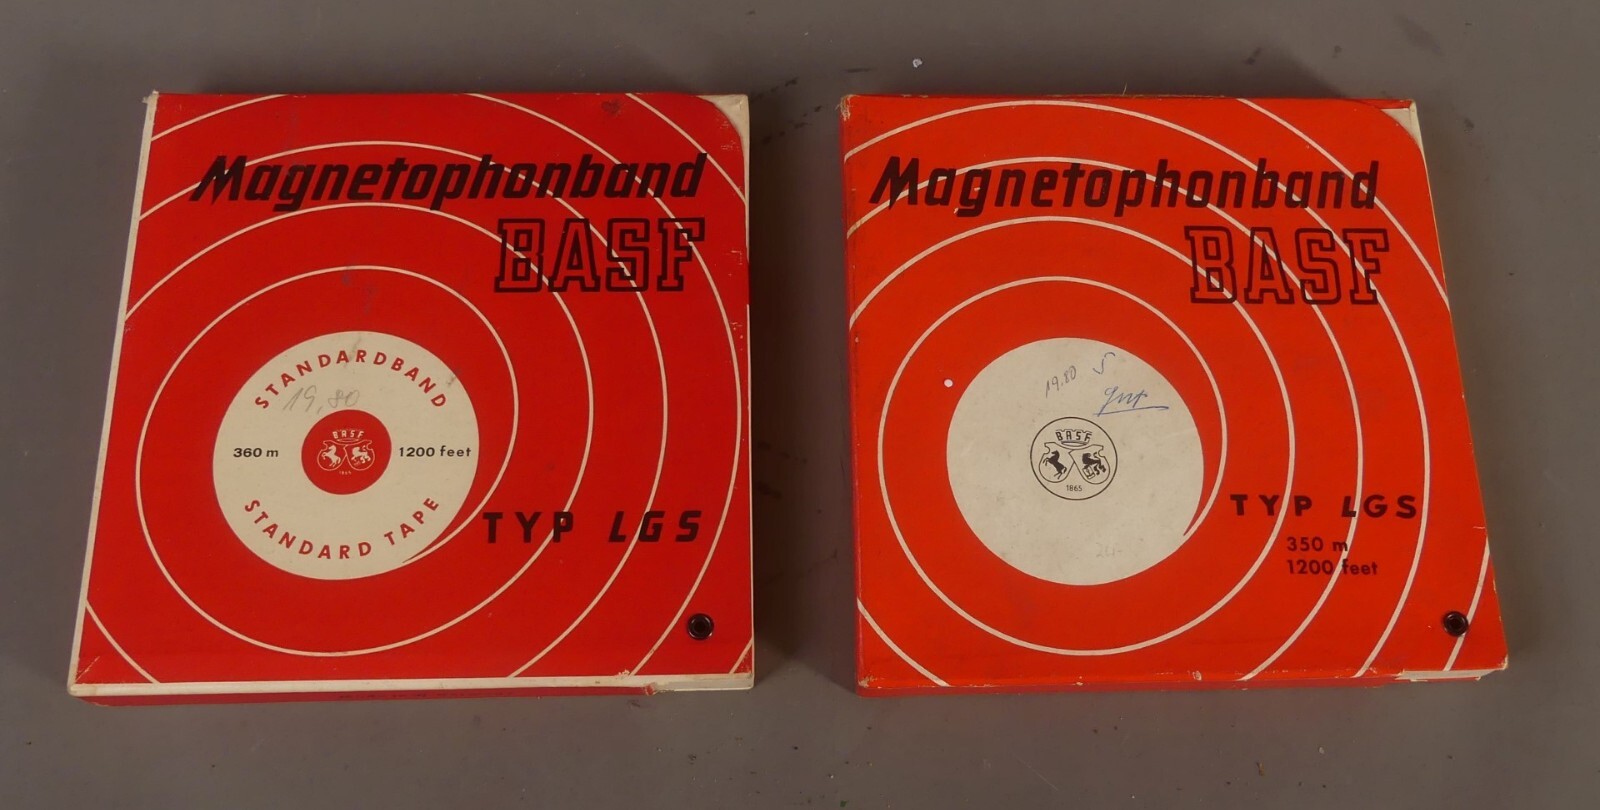 Magnetophonband
BASF
STANDARDBAND
19,80
BASF
360 m
1200 feet
1865
STANDARD TAPE
TYP LGS
Magnetophonband
BASF
19.80 S
BASF
1865
TYP LGS
350 m
1200 feet